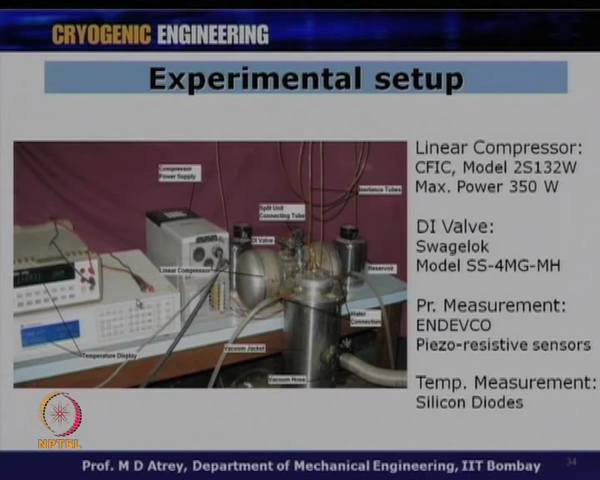 CRYOGENIC ENGINEERING
Experimental setup
Compressor
Power Supply
Split Unit
Connecting Tube
Inertance Tubes
DI Valve
Linear Compressor
Reservoir
Water
Connection
Temperature Display
Vacuum Jacket
Vacuum Hose
Linear Compressor:
CFIC, Model 2S132W
Max. Power 350 W
DI Valve:
Swagelok
Model SS-4MG-MH
Pr. Measurement:
ENDEVCO
Piezo-resistive sensors
Temp. Measurement:
Silicon Diodes
NPTEL
Prof. M D Atrey, Department of Mechanical Engineering, IIT Bombay
34